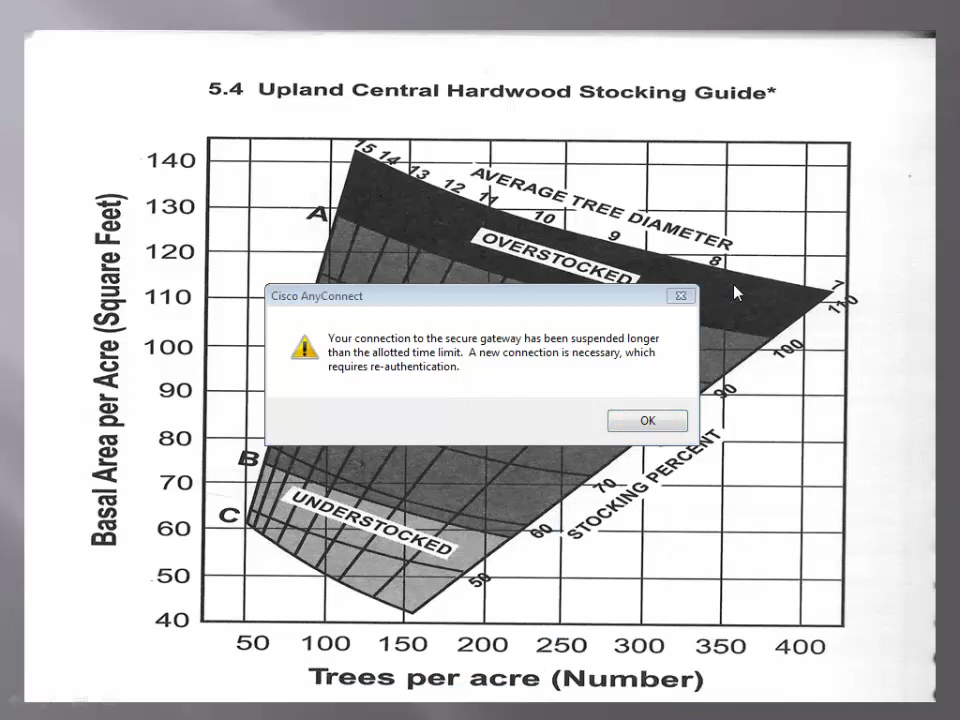 5.4 Upland Central Hardwood Stocking Guide*
Basal Area per Acre (Square Feet)
140
130
120
110
100
90
80
70
60
50
40
15 14 13 12 11 10 9 8 7
AVERAGE TREE DIAMETER
A
OVERSTOCKED
110
100
90
70
60
50
STOCKING PERCENT
Cisco AnyConnect
Your connection to the secure gateway has been suspended longer
than the allotted time limit. A new connection is necessary, which
requires re-authentication.
OK
B
UNDERSTOCKED
C
50 100 150 200 250 300 350 400
Trees per acre (Number)